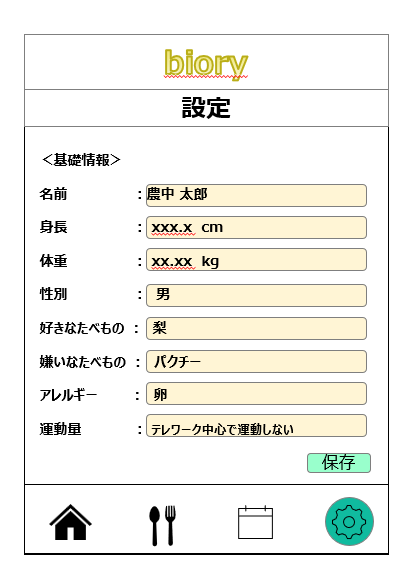 biory
設定
＜基礎情報＞
名前 ：農中 太郎
身長 ： xxx.x cm
体重 ： xx.xx kg
性別 ： 男
好きなたべもの ： 梨
嫌いなたべもの ： パクチー
アレルギー ： 卵
運動量 ： テレワーク中心で運動しない
保存